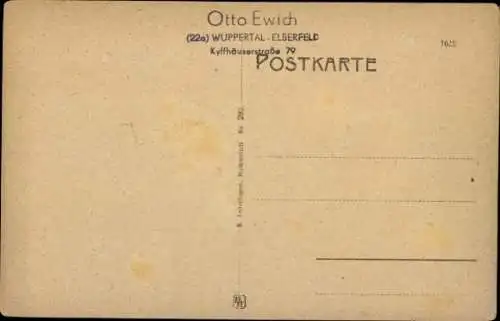 Otto Ewich
(22a) WUPPERTAL-ELBERFELD
Kyffhäuserstraße 79
POSTKARTE